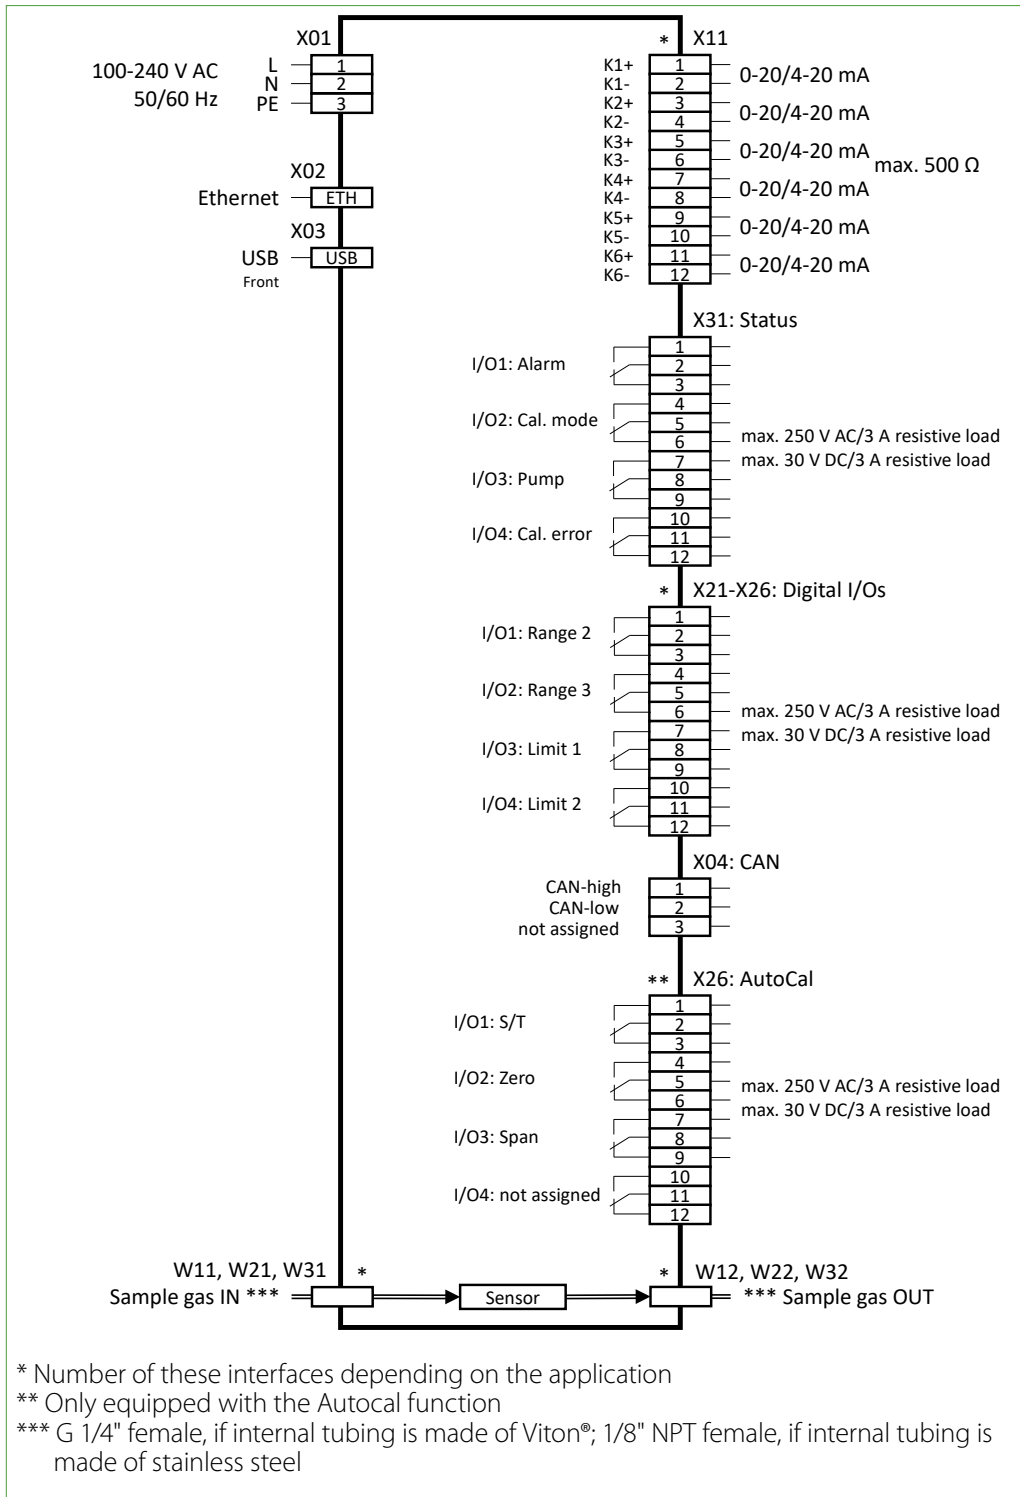 X01
100-240 V AC
50/60 Hz
L 1
N 2
PE 3
X02
Ethernet ETH
X03
USB USB
Front
* X11
K1+ 1
K1- 2
0-20/4-20 mA
K2+ 3
K2- 4
0-20/4-20 mA
K3+ 5
K3- 6
0-20/4-20 mA
max. 500 Ω
K4+ 7
K4- 8
0-20/4-20 mA
K5+ 9
K5- 10
0-20/4-20 mA
K6+ 11
K6- 12
0-20/4-20 mA
X31: Status
1
I/O1: Alarm 2
3
4
I/O2: Cal. mode 5
6 max. 250 V AC/3 A resistive load
7 max. 30 V DC/3 A resistive load
I/O3: Pump 8
9
10
I/O4: Cal. error 11
12
* X21-X26: Digital I/Os
1
I/O1: Range 2 2
3
4
I/O2: Range 3 5
6 max. 250 V AC/3 A resistive load
7 max. 30 V DC/3 A resistive load
I/O3: Limit 1 8
9
10
I/O4: Limit 2 11
12
X04: CAN
CAN-high 1
CAN-low 2
not assigned 3
** X26: AutoCal
1
I/O1: S/T 2
3
4
I/O2: Zero 5
6 max. 250 V AC/3 A resistive load
7 max. 30 V DC/3 A resistive load
I/O3: Span 8
9
10
I/O4: not assigned 11
12
W11, W21, W31 *
Sample gas IN ***
Sensor
* W12, W22, W32
*** Sample gas OUT
* Number of these interfaces depending on the application
** Only equipped with the Autocal function
*** G 1/4" female, if internal tubing is made of Viton®; 1/8" NPT female, if internal tubing is
made of stainless steel